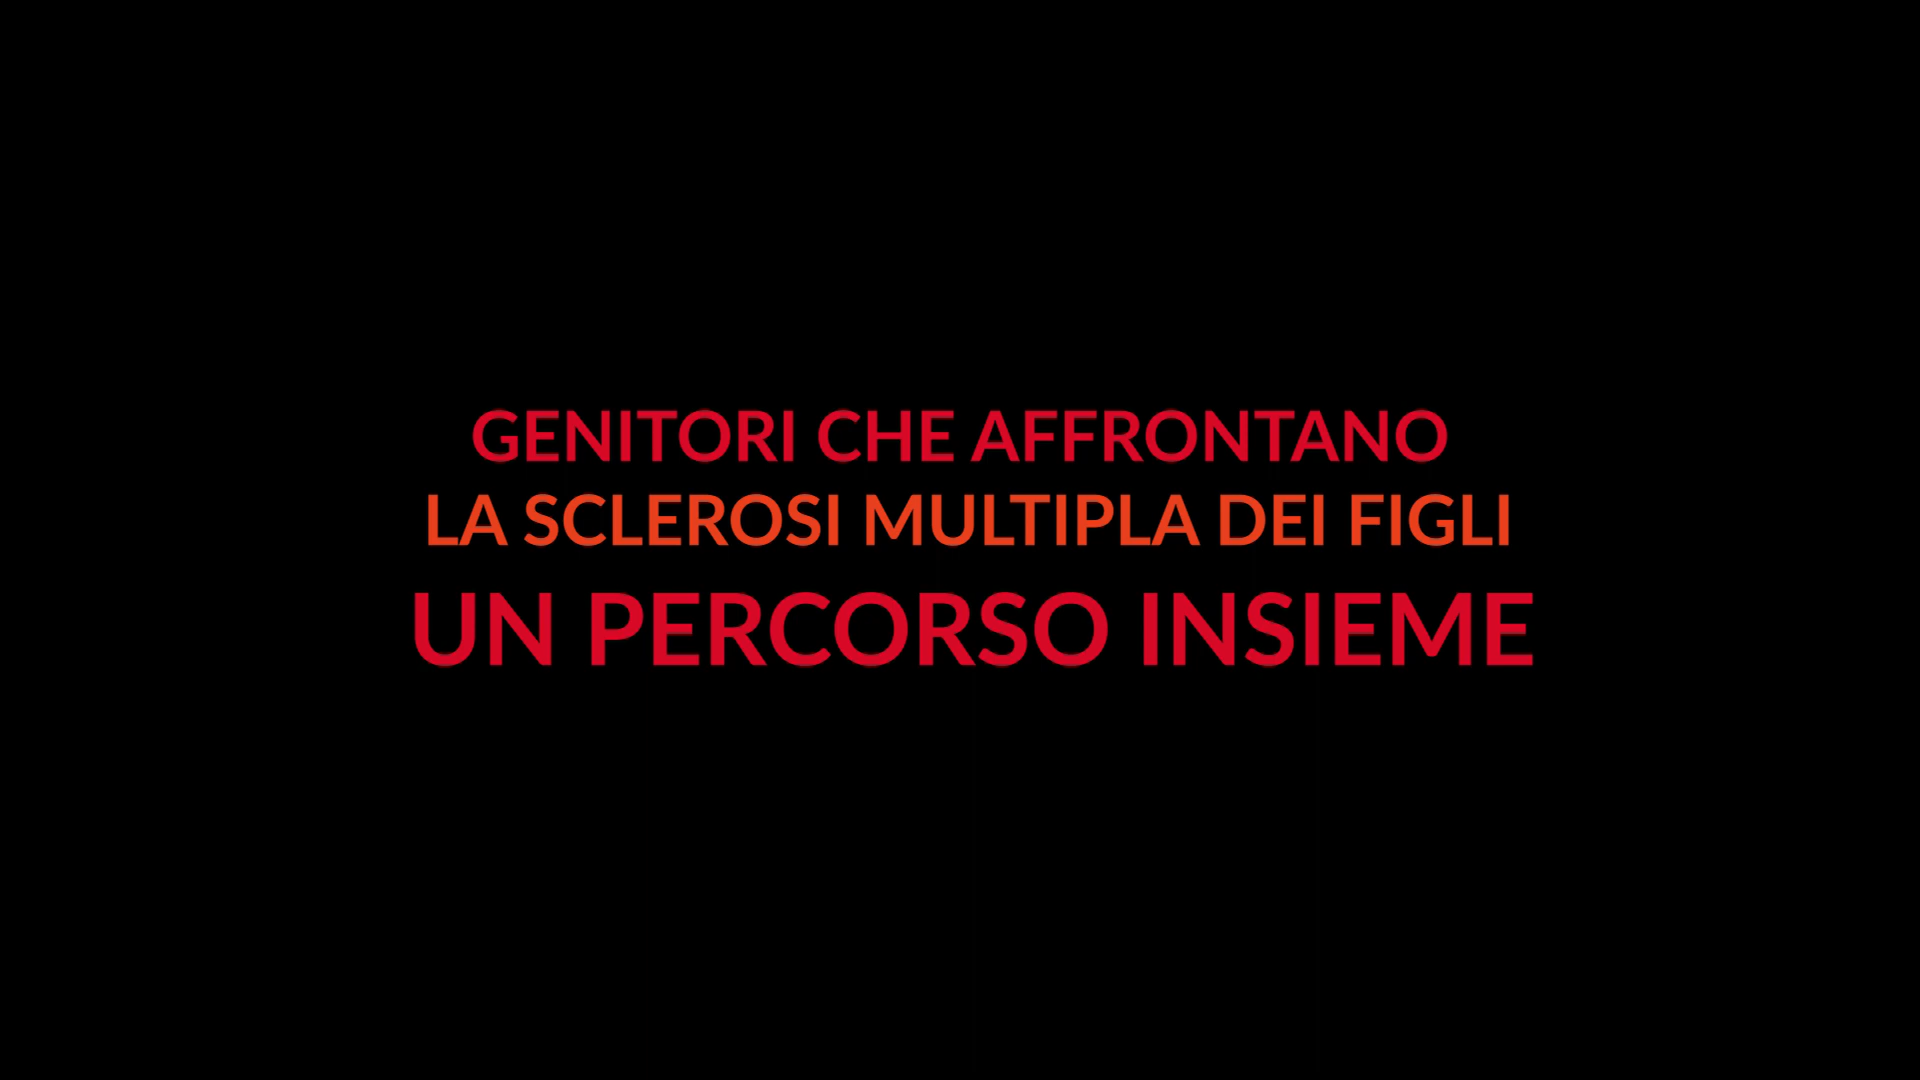 GENITORI CHE AFFRONTANO
LA SCLEROSI MULTIPLA DEI FIGLI
UN PERCORSO INSIEME